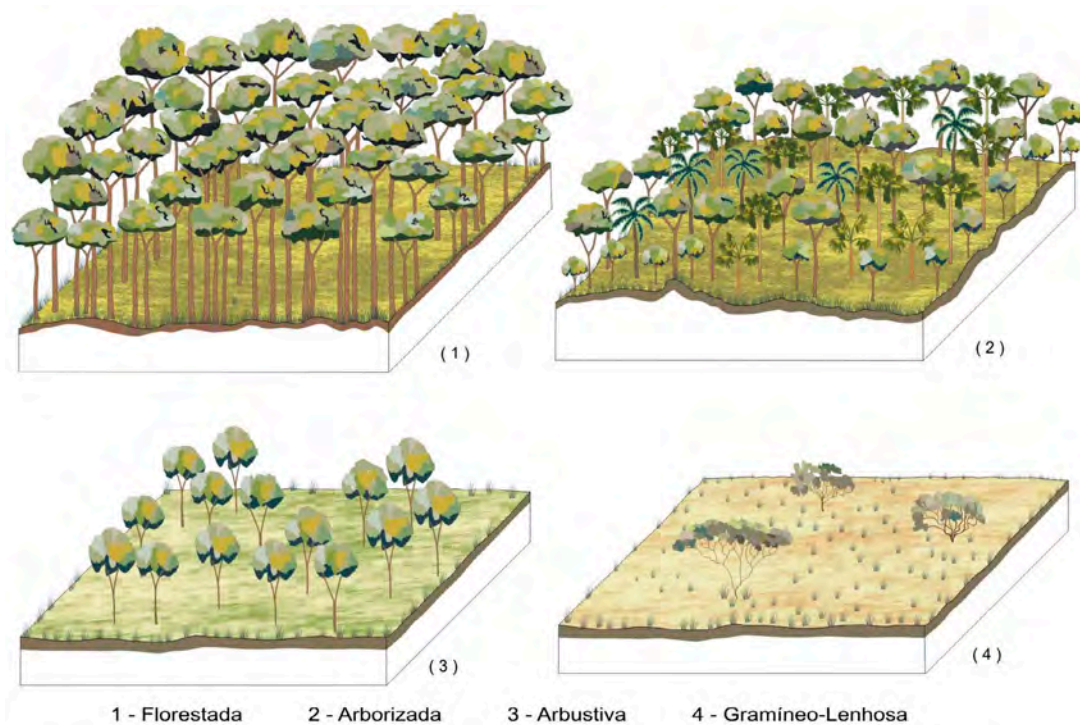 ( 1 )
( 2 )
( 3 )
( 4 )
1 - Florestada 2 - Arborizada 3 - Arbustiva 4 - Gramíneo-Lenhosa